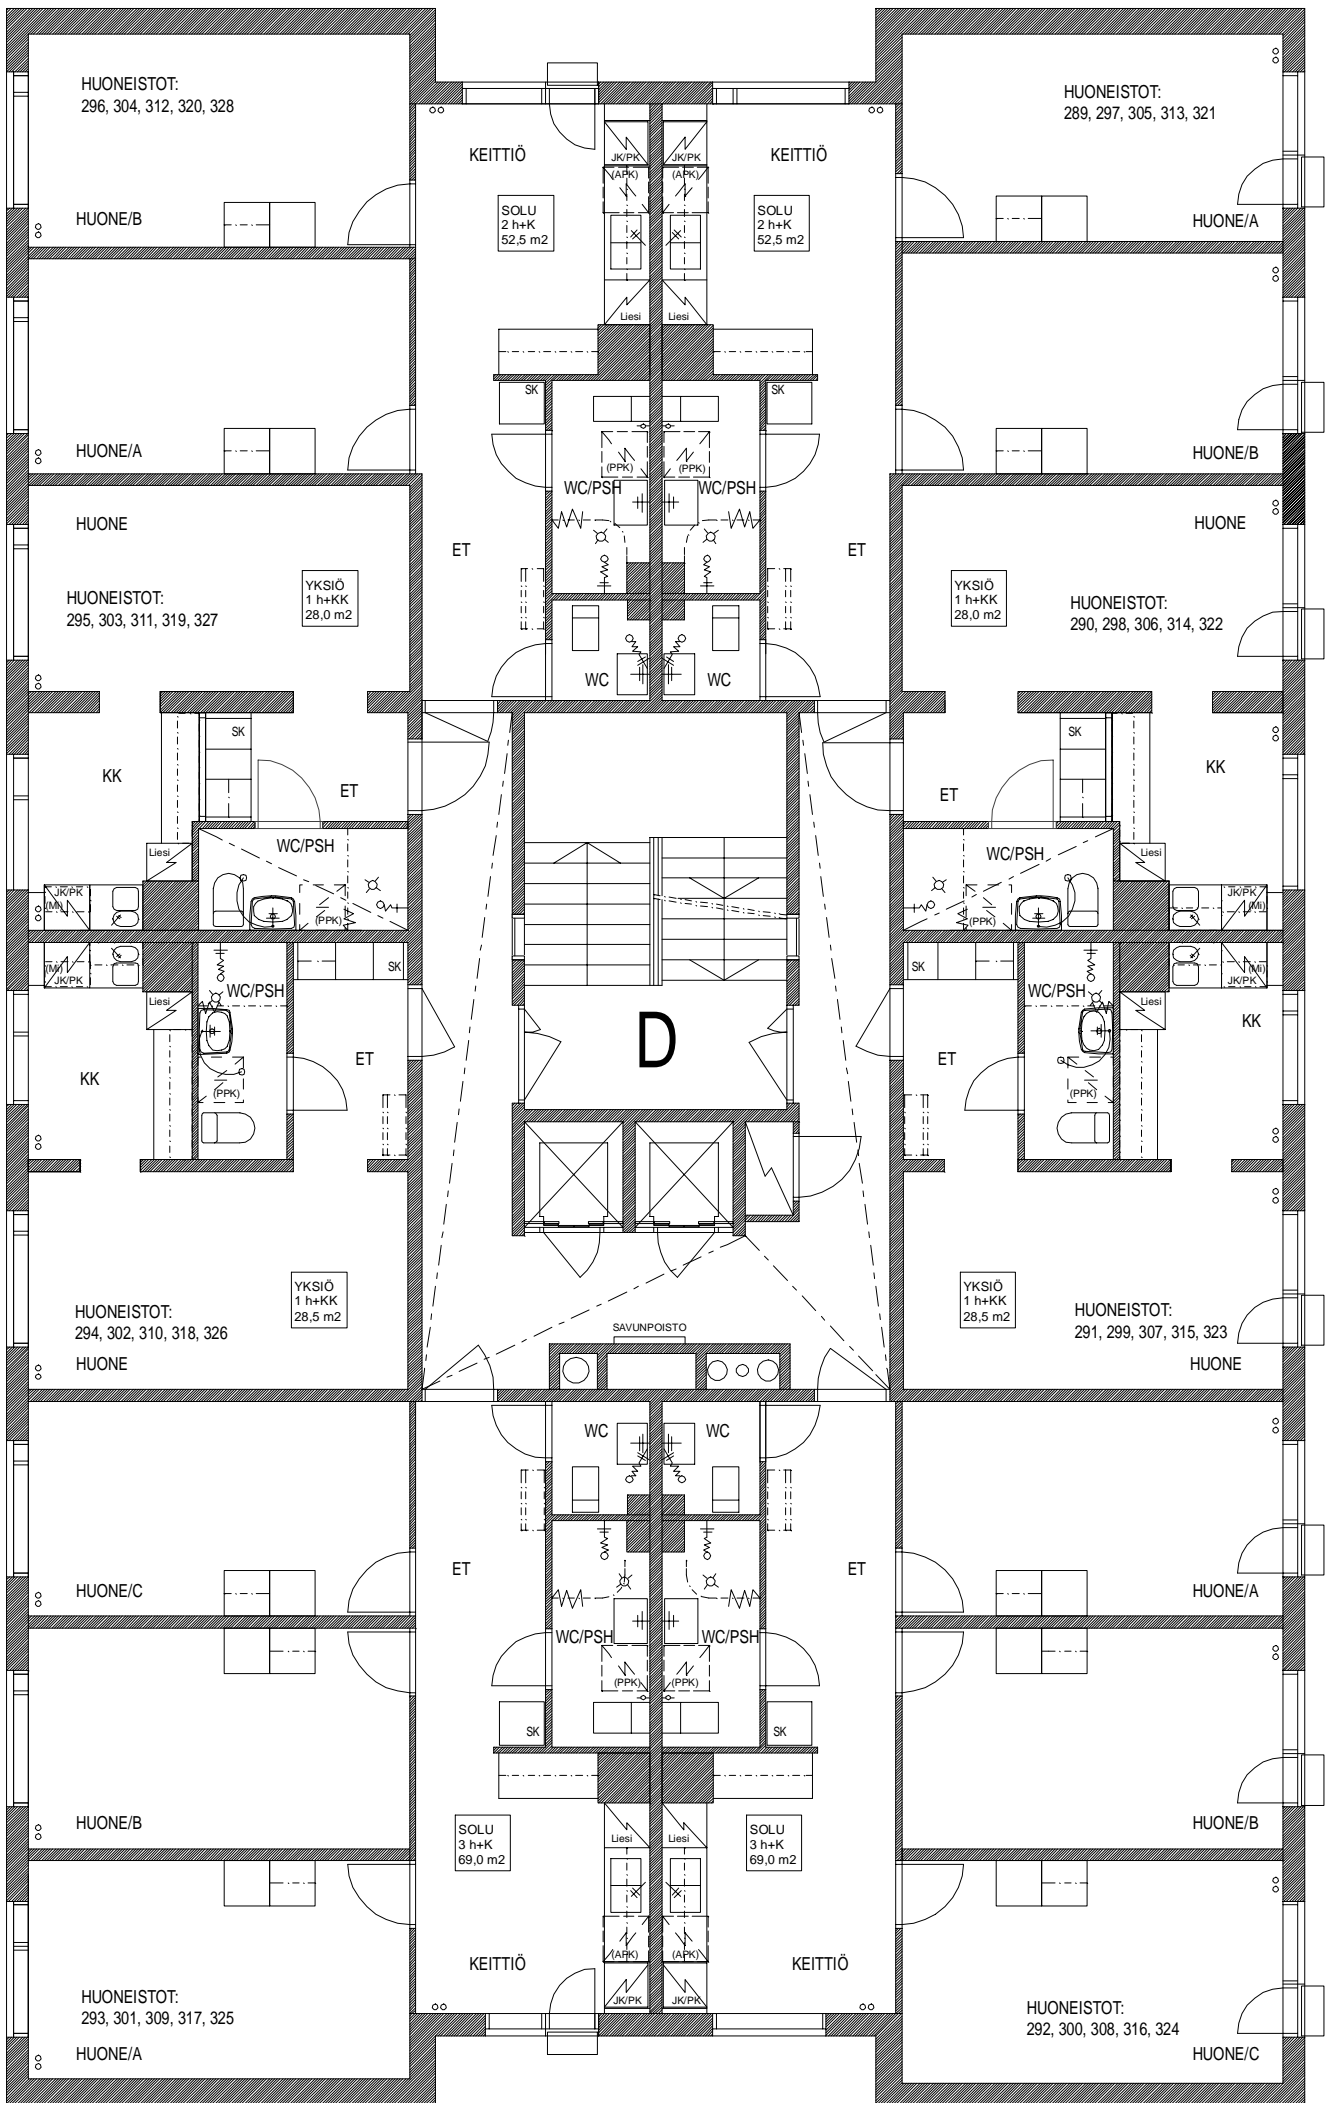 HUONEISTOT:
296, 304, 312, 320, 328
HUONE/B
KEITTIÖ
JK/PK
(APK)
SOLU
2 h+K
52,5 m2
Liesi
KEITTIÖ
JK/PK
(APK)
SOLU
2 h+K
52,5 m2
Liesi
HUONEISTOT:
289, 297, 305, 313, 321
HUONE/A
HUONE/A
SK
SK
HUONE/B
(PPK)
(PPK)
WC/PSH
WC/PSH
HUONE
HUONE
ET
ET
YKSIÖ
1 h+KK
28,0 m2
HUONEISTOT:
295, 303, 311, 319, 327
YKSIÖ
1 h+KK
28,0 m2
HUONEISTOT:
290, 298, 306, 314, 322
WC
WC
SK
KK
ET
WC/PSH
Liesi
JK/PK
(Mi)
(PPK)
SK
KK
ET
WC/PSH
Liesi
JK/PK
(Mi)
(PPK)
(Mi)
JK/PK
SK
Liesi
WC/PSH
ET
KK
(PPK)
D
SK
(Mi)
JK/PK
WC/PSH
Liesi
KK
ET
(PPK)
YKSIÖ
1 h+KK
28,5 m2
HUONEISTOT:
294, 302, 310, 318, 326
HUONE
SAVUNPOISTO
YKSIÖ
1 h+KK
28,5 m2
HUONEISTOT:
291, 299, 307, 315, 323
HUONE
WC
WC
ET
ET
HUONE/C
HUONE/A
WC/PSH
WC/PSH
(PPK)
(PPK)
SK
SK
HUONE/B
SOLU
3 h+K
69,0 m2
Liesi
Liesi
SOLU
3 h+K
69,0 m2
HUONE/B
(APK)
(APK)
KEITTIÖ
KEITTIÖ
JK/PK
JK/PK
HUONEISTOT:
293, 301, 309, 317, 325
HUONE/A
HUONEISTOT:
292, 300, 308, 316, 324
HUONE/C